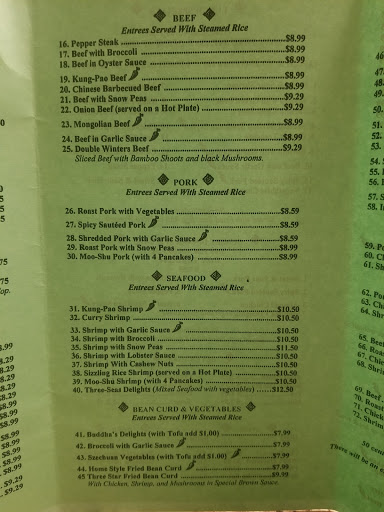 BEEF
Entrees Served With Steamed Rice
16. Pepper Steak $8.99
17. Beef with Broccoli $8.99
18. Beef in Oyster Sauce $8.99
19. Kung-Pao Beef $8.99
20. Chinese Barbecued Beef $8.99
21. Beef with Snow Peas $9.29
22. Onion Beef (served on a Hot Plate) $8.99
23. Mongolian Beef $8.99
24. Beef in Garlic Sauce $8.99
25. Double Winters Beef $9.29
Sliced Beef with Bamboo Shoots and black Mushrooms.
PORK
Entrees Served With Steamed Rice
26. Roast Pork with Vegetables $8.59
27. Spicy Sautéed Pork $8.59
28. Shredded Pork with Garlic Sauce $8.59
29. Roast Pork with Snow Peas $8.99
30. Moo-Shu Pork (with 4 Pancakes) $8.99
SEAFOOD
Entrees Served With Steamed Rice
31. Kung-Pao Shrimp $10.50
32. Curry Shrimp $10.50
33. Shrimp with Garlic Sauce $10.50
34. Shrimp with Broccoli $10.50
35. Shrimp with Snow Peas $11.50
36. Shrimp with Lobster Sauce $10.50
37. Shrimp With Cashew Nuts $10.50
38. Sizzling Rice Shrimp (served on a Hot Plate) $10.50
39. Moo-Shu Shrimp (with 4 Pancakes) $10.50
40. Three-Seas Delights (Mixed Seafood with vegetables) $12.50
BEAN CURD & VEGETABLES
Entrees Served With Steamed Rice
41. Buddha's Delights (with Tofu add $1.00) $7.99
42. Broccoli with Garlic Sauce $7.99
43. Szechuan Vegetables (with Tofu add $1.00) $7.99
44. Home Style Fried Bean Curd $7.99
45 Three Star Fried Bean Curd $9.99
With Chicken, Shrimp, and Mushrooms in Special Brown Sauce.